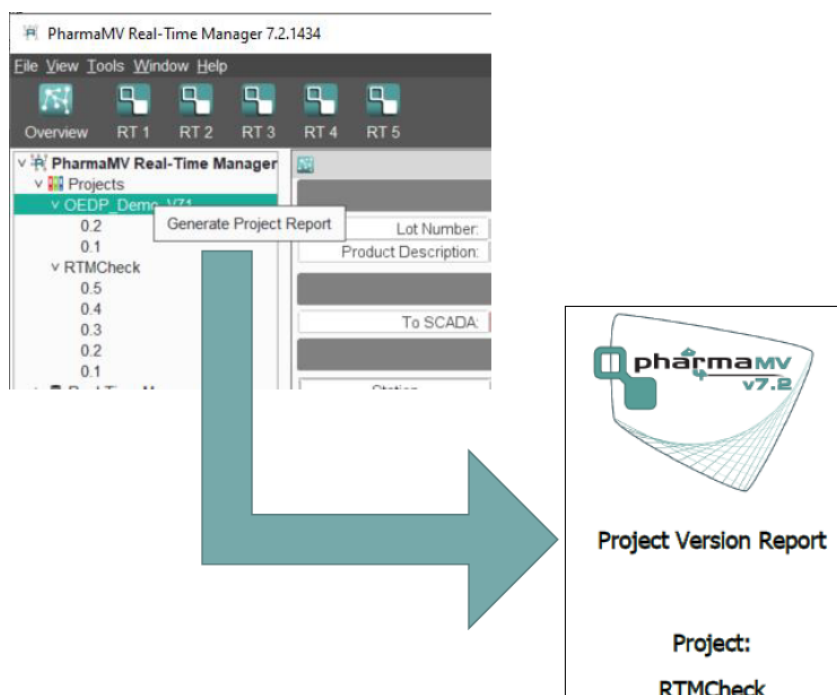 PharmaMV Real-Time Manager 7.2.1434
File View Tools Window Help
Overview RT 1 RT 2 RT 3 RT 4 RT 5
PharmaMV Real-Time Manager
Projects
OEDP_Demo_V71
Generate Project Report
0.2
Lot Number:
0.1
Product Description:
RTMCheck
0.5
0.4
To SCADA:
0.3
0.2
0.1
pharmaMV
4
v7.2
Project Version Report
Project:
RTMCheck